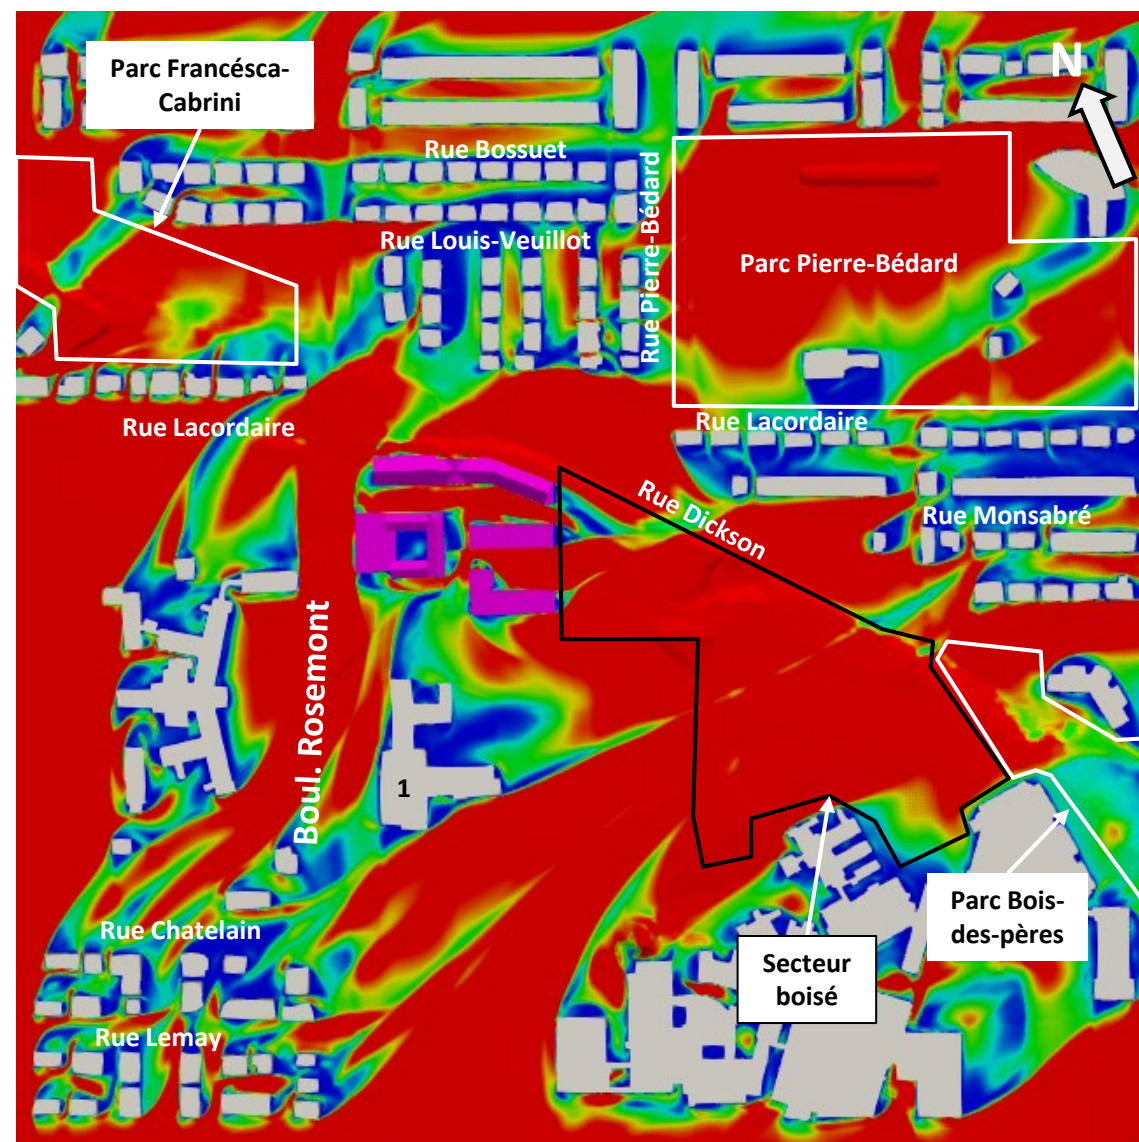 Parc Francésca-
Cabrini
N
Rue Bossuet
Rue Pierre-Bédard
Rue Louis-Veuillot
Parc Pierre-Bédard
Rue Lacordaire
Rue Lacordaire
Rue Dickson
Rue Monsabré
Boul. Rosemont
1
Parc Bois-
des-pères
Rue Chatelain
Secteur
boisé
Rue Lemay